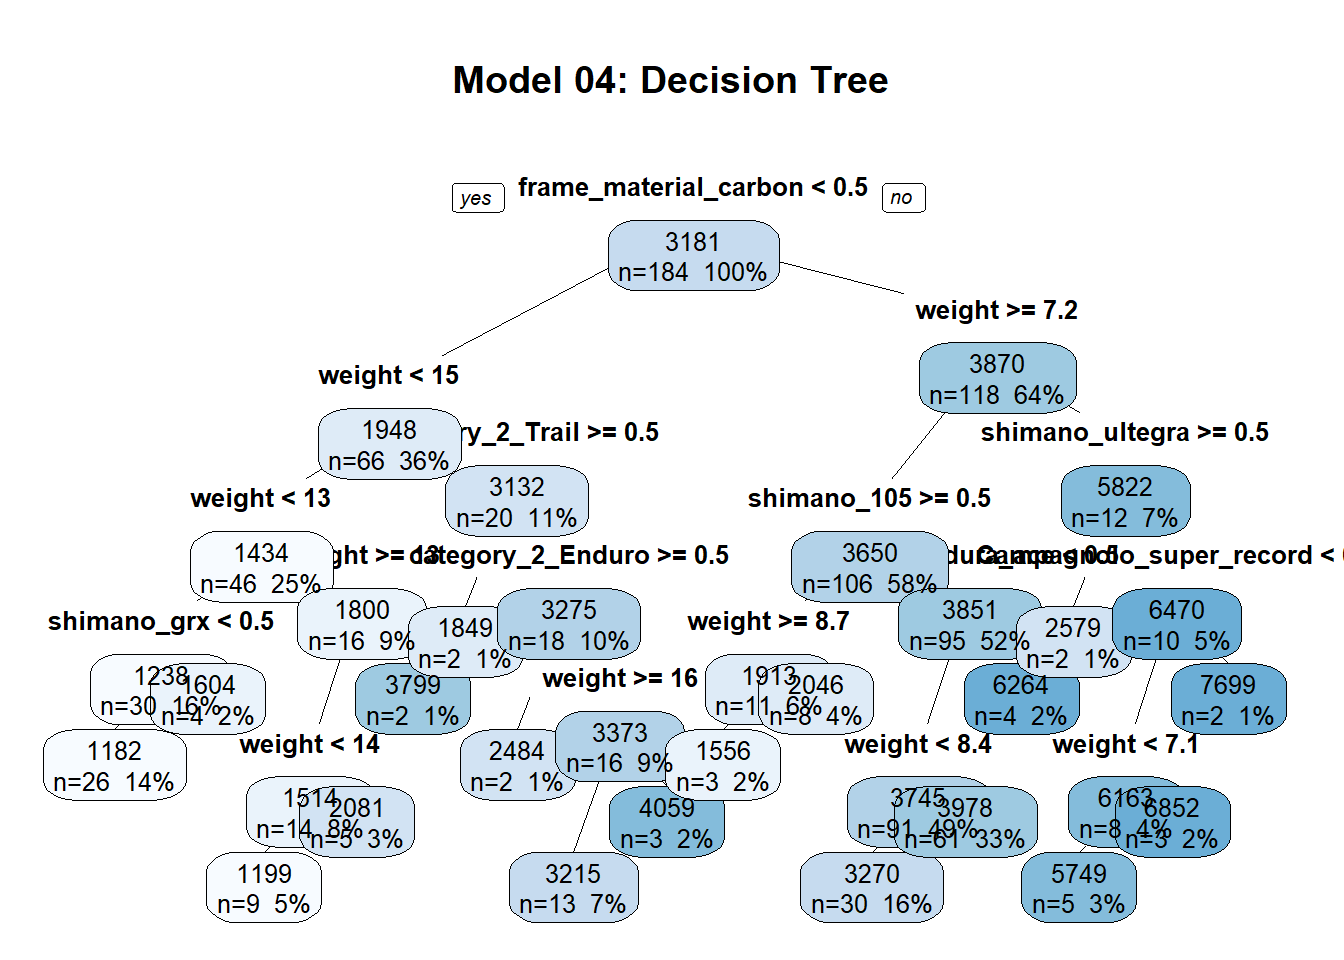 Model 04: Decision Tree
yes
frame_material_carbon < 0.5
no
3181
n=184 100%
weight >= 7.2
3870
n=118 64%
weight < 15
1948
n=66 36%
ry_2_Trail >= 0.5
shimano_ultegra >= 0.5
3132
n=20 11%
5822
n=12 7%
weight < 13
shimano_105 >= 0.5
1434
n=46 25%
ght >= 13
category_2_Enduro >= 0.5
3650
n=106 58%
1800
n=16 9%
1849
n=2 1%
3275
n=18 10%
3851
n=95 52%
2579
n=2 1%
6470
n=10 5%
shimano_grx < 0.5
weight >= 8.7
1238
n=30 16%
1604
n=4 2%
3799
n=2 1%
weight >= 16
1913
n=11 6%
2046
n=8 4%
6264
n=4 2%
7699
n=2 1%
1182
n=26 14%
weight < 14
2484
n=2 1%
3373
n=16 9%
1556
n=3 2%
weight < 8.4
weight < 7.1
1514
n=14 8%
2081
n=5 3%
4059
n=3 2%
3745
n=91 49%
3978
n=61 33%
6163
n=8 4%
6852
n=3 2%
1199
n=9 5%
3215
n=13 7%
3270
n=30 16%
5749
n=5 3%